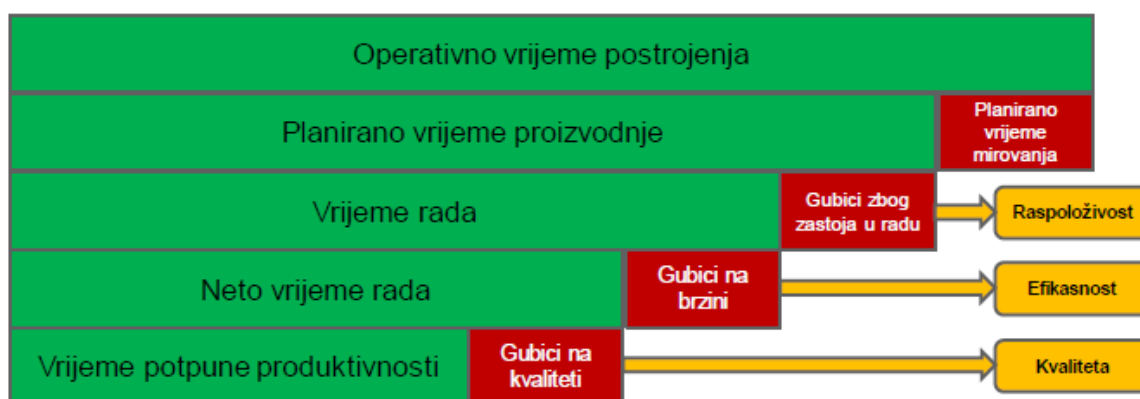 Operativno vrijeme postrojenja
Planirano vrijeme proizvodnje
Planirano
vrijeme
mirovanja
Vrijeme rada
Gubici zbog
zastoja u radu
Raspoloživost
Neto vrijeme rada
Gubici na
brzini
Efikasnost
Vrijeme potpune produktivnosti
Gubici na
kvaliteti
Kvaliteta